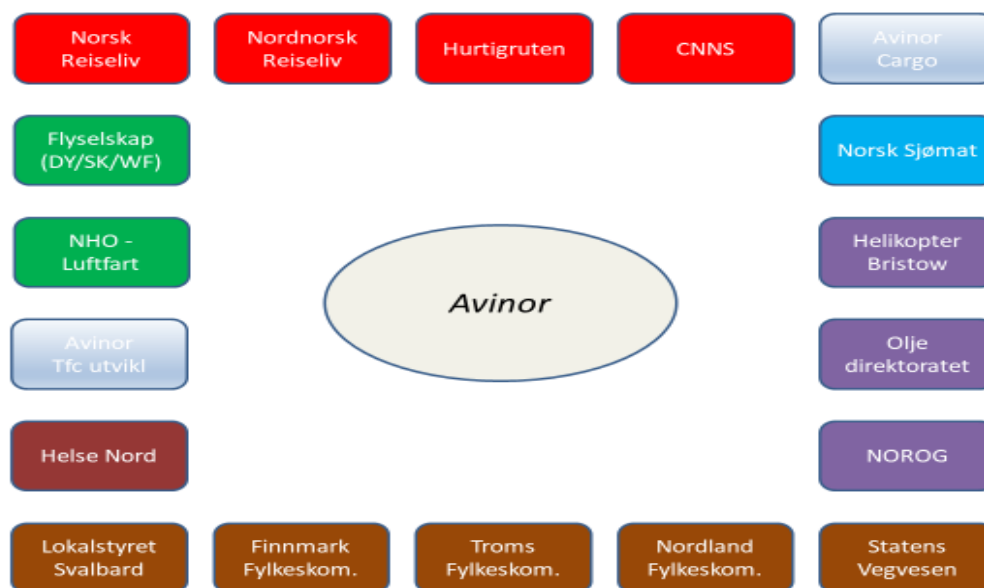 Norsk
Reiseliv
Nordnorsk
Reiseliv
Hurtigruten
CNNS
Avinor
Cargo
Flyselskap
(DY/SK/WF)
Norsk Sjømat
NHO -
Luftfart
Helikopter
Bristow
Avinor
Avinor
Tfc utvikl
Olje
direktoratet
Helse Nord
NOROG
Lokalstyret
Svalbard
Finnmark
Fylkeskom.
Troms
Fylkeskom.
Nordland
Fylkeskom.
Statens
Vegvesen